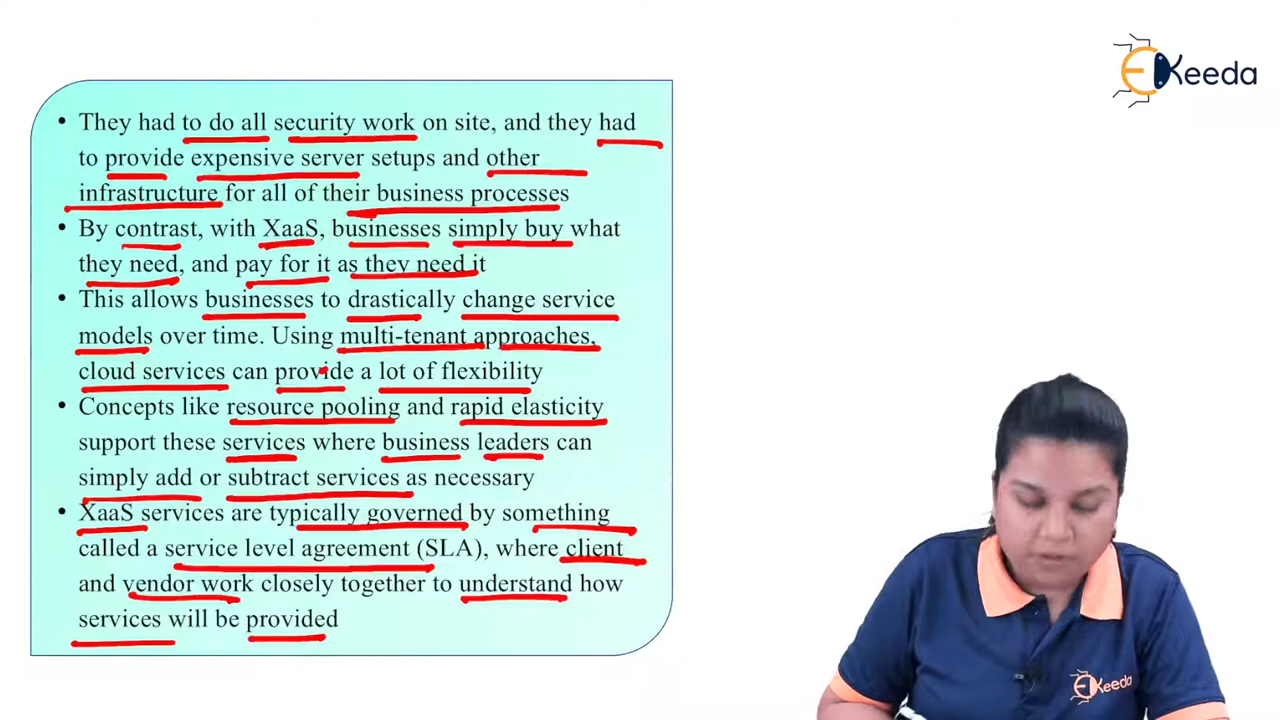 EKeeda
They had to do all security work on site, and they had
to provide expensive server setups and other
infrastructure for all of their business processes
By contrast, with XaaS, businesses simply buy what
they need, and pay for it as they need it
This allows businesses to drastically change service
models over time. Using multi-tenant approaches,
cloud services can provide a lot of flexibility
Concepts like resource pooling and rapid elasticity
support these services where business leaders can
simply add or subtract services as necessary
XaaS services are typically governed by something
called a service level agreement (SLA), where client
and vendor work closely together to understand how
services will be provided
EKeeda